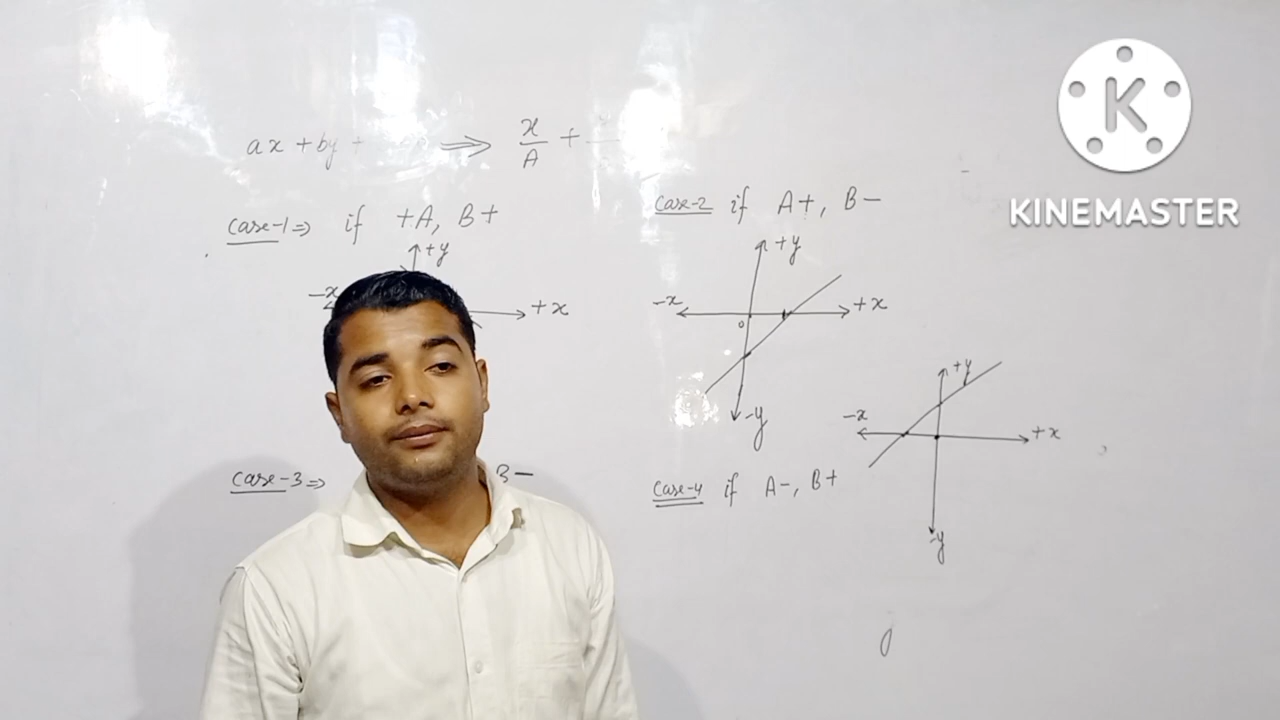 K
KINEMASTER
ax + by + ⟹ x/A +
Case-1 ⇒ if +A, B+
+y
-x +x
Case-2 if A+, B-
+y
-x +x
o
-y
Case-3 ⇒ B-
Case-4 if A-, B+
+y
-x +x
-y